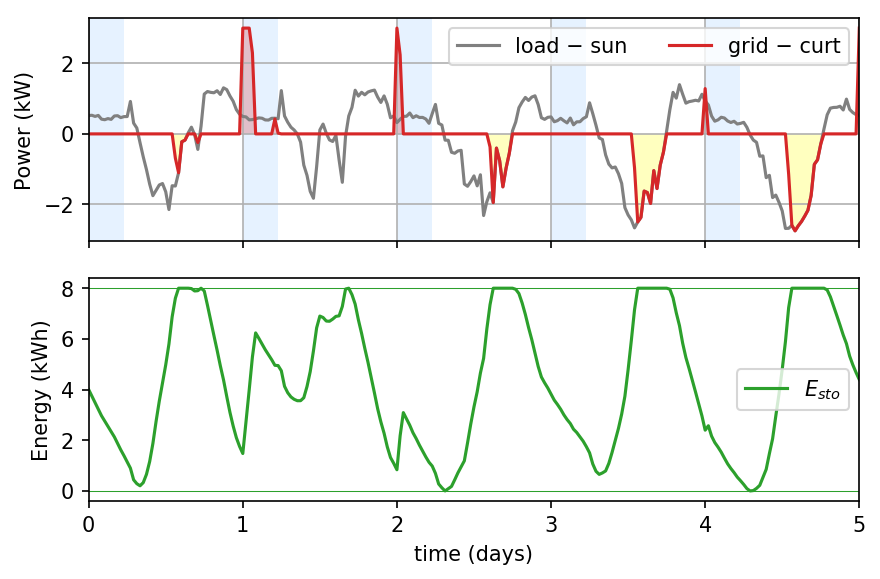 Power (kW)
2
0
−2
load − sun
grid − curt
Energy (kWh)
8
6
4
2
0
E_sto
0 1 2 3 4 5
time (days)